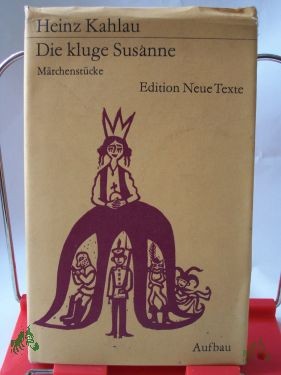 Heinz Kahlau
Die kluge Susanne
Märchenstücke
Edition Neue Texte
Aufbau